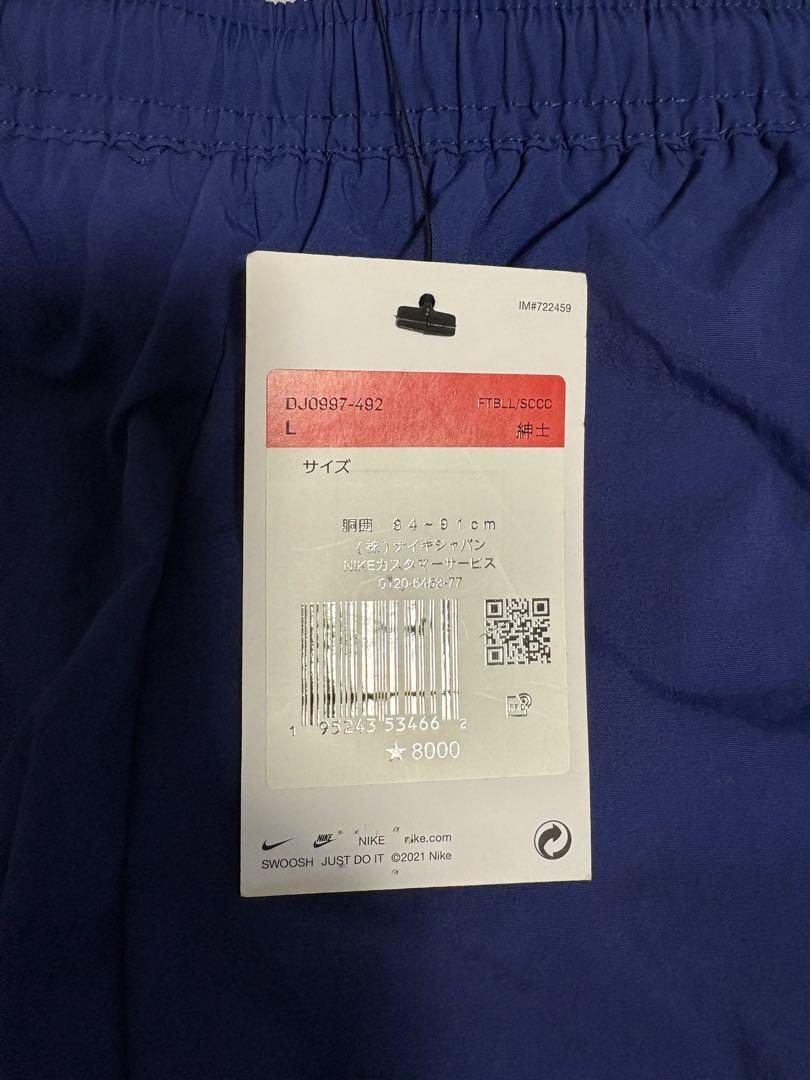 IM#722459
DJ0997-492
FTBLL/SCCC
L
紳士
サイズ
胴囲 84~91cm
(株)ナイキジャパン
NIKEカスタマーサービス
0120-6453-77
1 95243 53466 2
★8000
NIKE nike.com
SWOOSH JUST DO IT ©2021 Nike